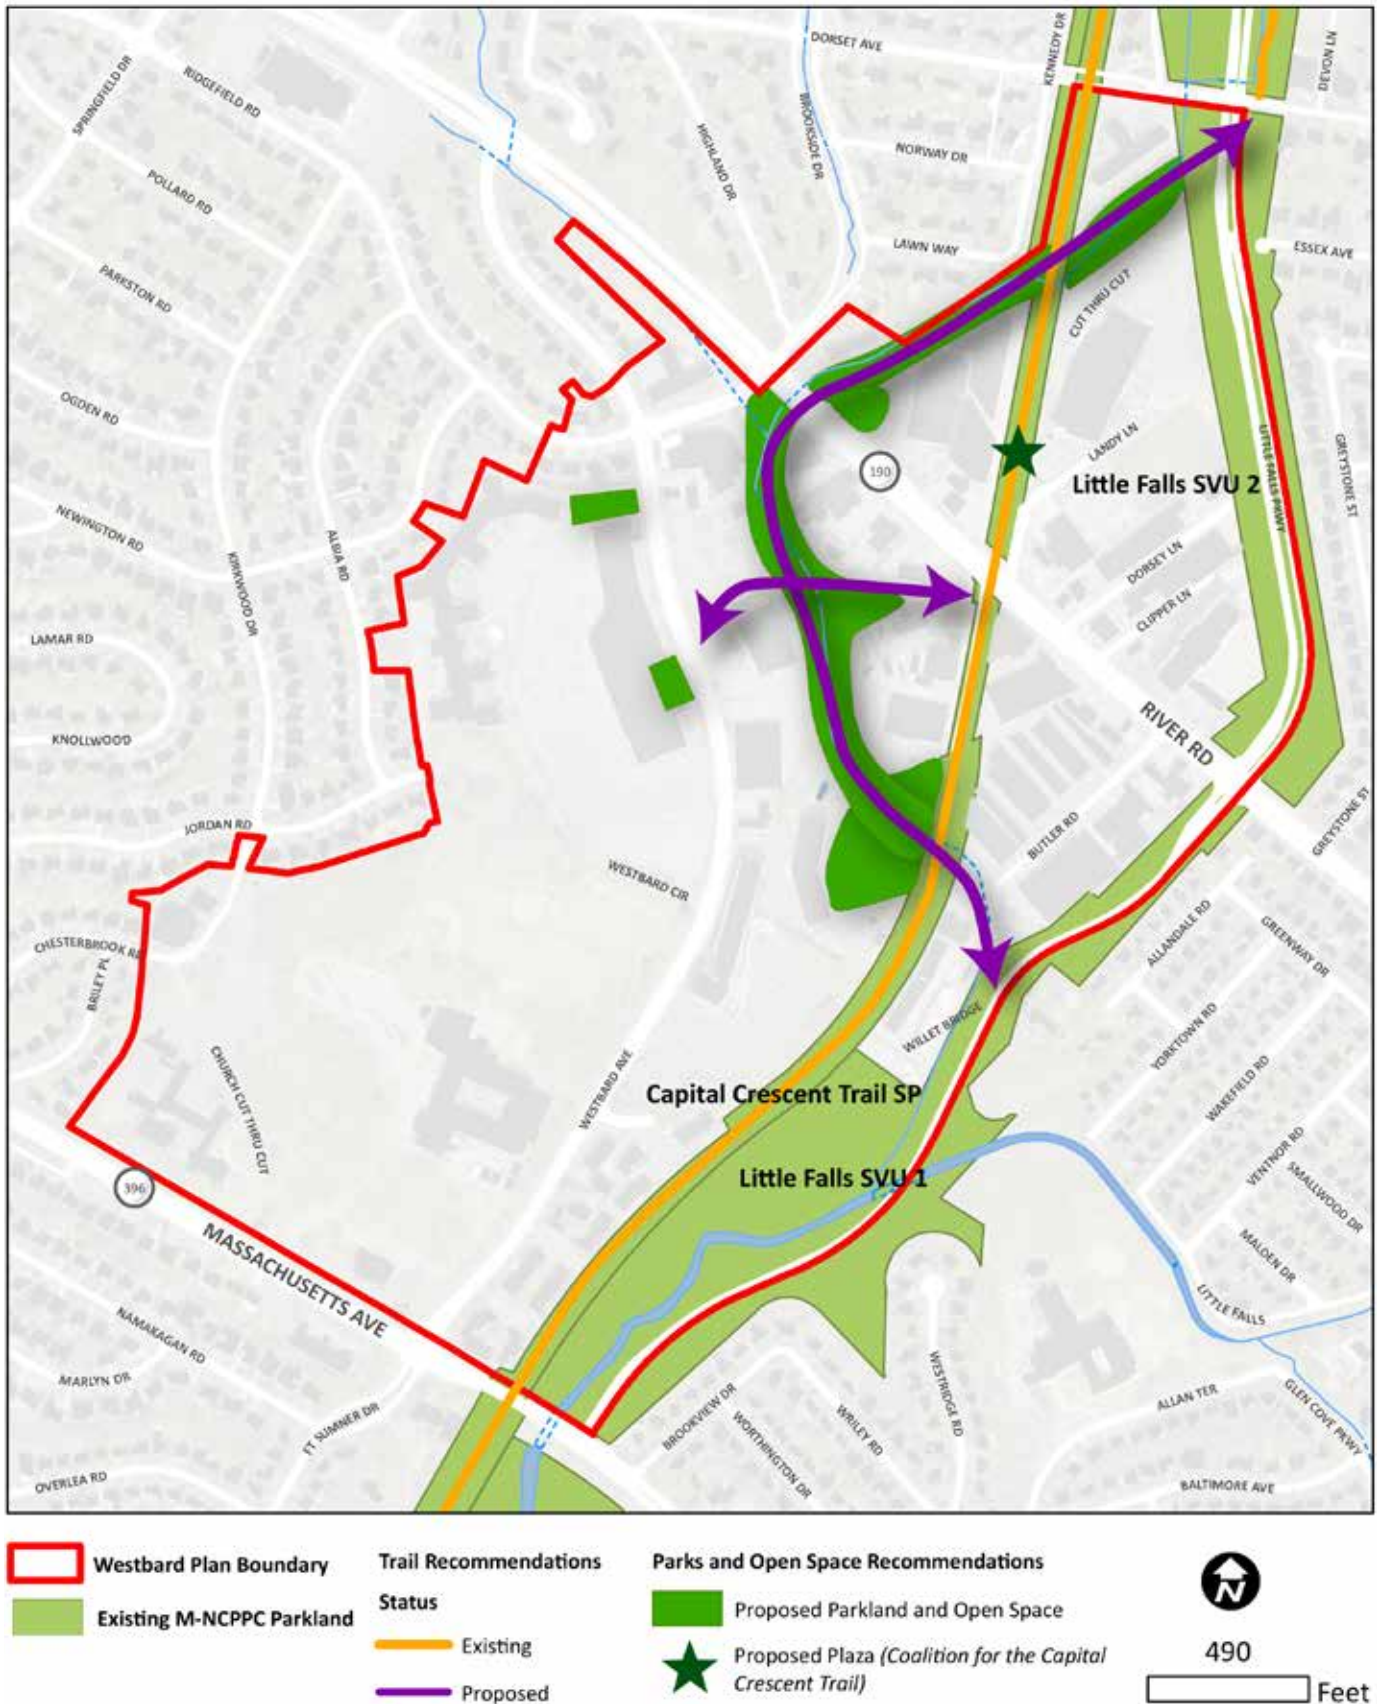 DORSET AVE
KENNEDY DR
DEVON LN
SPRINGFIELD DR
RIDGEFIELD RD
BROOKSIDE DR
HIGHLAND DR
NORWAY DR
POLLARD RD
LAWN WAY
ESSEX AVE
PARKSTON RD
CUT THRU CUT
OGDEN RD
LANDY LN
190
LITTLE FALLS PKWY
GREYSTONE ST
Little Falls SVU 2
NEWINGTON RD
ALBIA RD
KIRKWOOD DR
DORSEY LN
CLIPPER LN
LAMAR RD
KNOLLWOOD
RIVER RD
JORDAN RD
BUTLER RD
GREYSTONE ST
WESTBARD CIR
CHESTERBROOK RD
BRILEY PL
ALLANDALE RD
GREENWAY DR
WILLET BRIDGE
YORKTOWN RD
CHURCH CUT THRU CUT
WESTBARD AVE
Capital Crescent Trail SP
WAKEFIELD RD
VENTNOR RD
SMALLWOOD DR
Little Falls SVU 1
396
MASSACHUSETTS AVE
MALDEN DR
LITTLE FALLS
NAMAKAGAN RD
MARLYN DR
FT SUMNER DR
BROOKVIEW DR
WORTHINGTON DR
WRILEY RD
WESTRIDGE RD
ALLAN TER
GLEN COVE PKWY
OVERLEA RD
BALTIMORE AVE
Westbard Plan Boundary
Existing M-NCPPC Parkland
Trail Recommendations
Status
Existing
Proposed
Parks and Open Space Recommendations
Proposed Parkland and Open Space
Proposed Plaza (Coalition for the Capital
Crescent Trail)
N
490
Feet